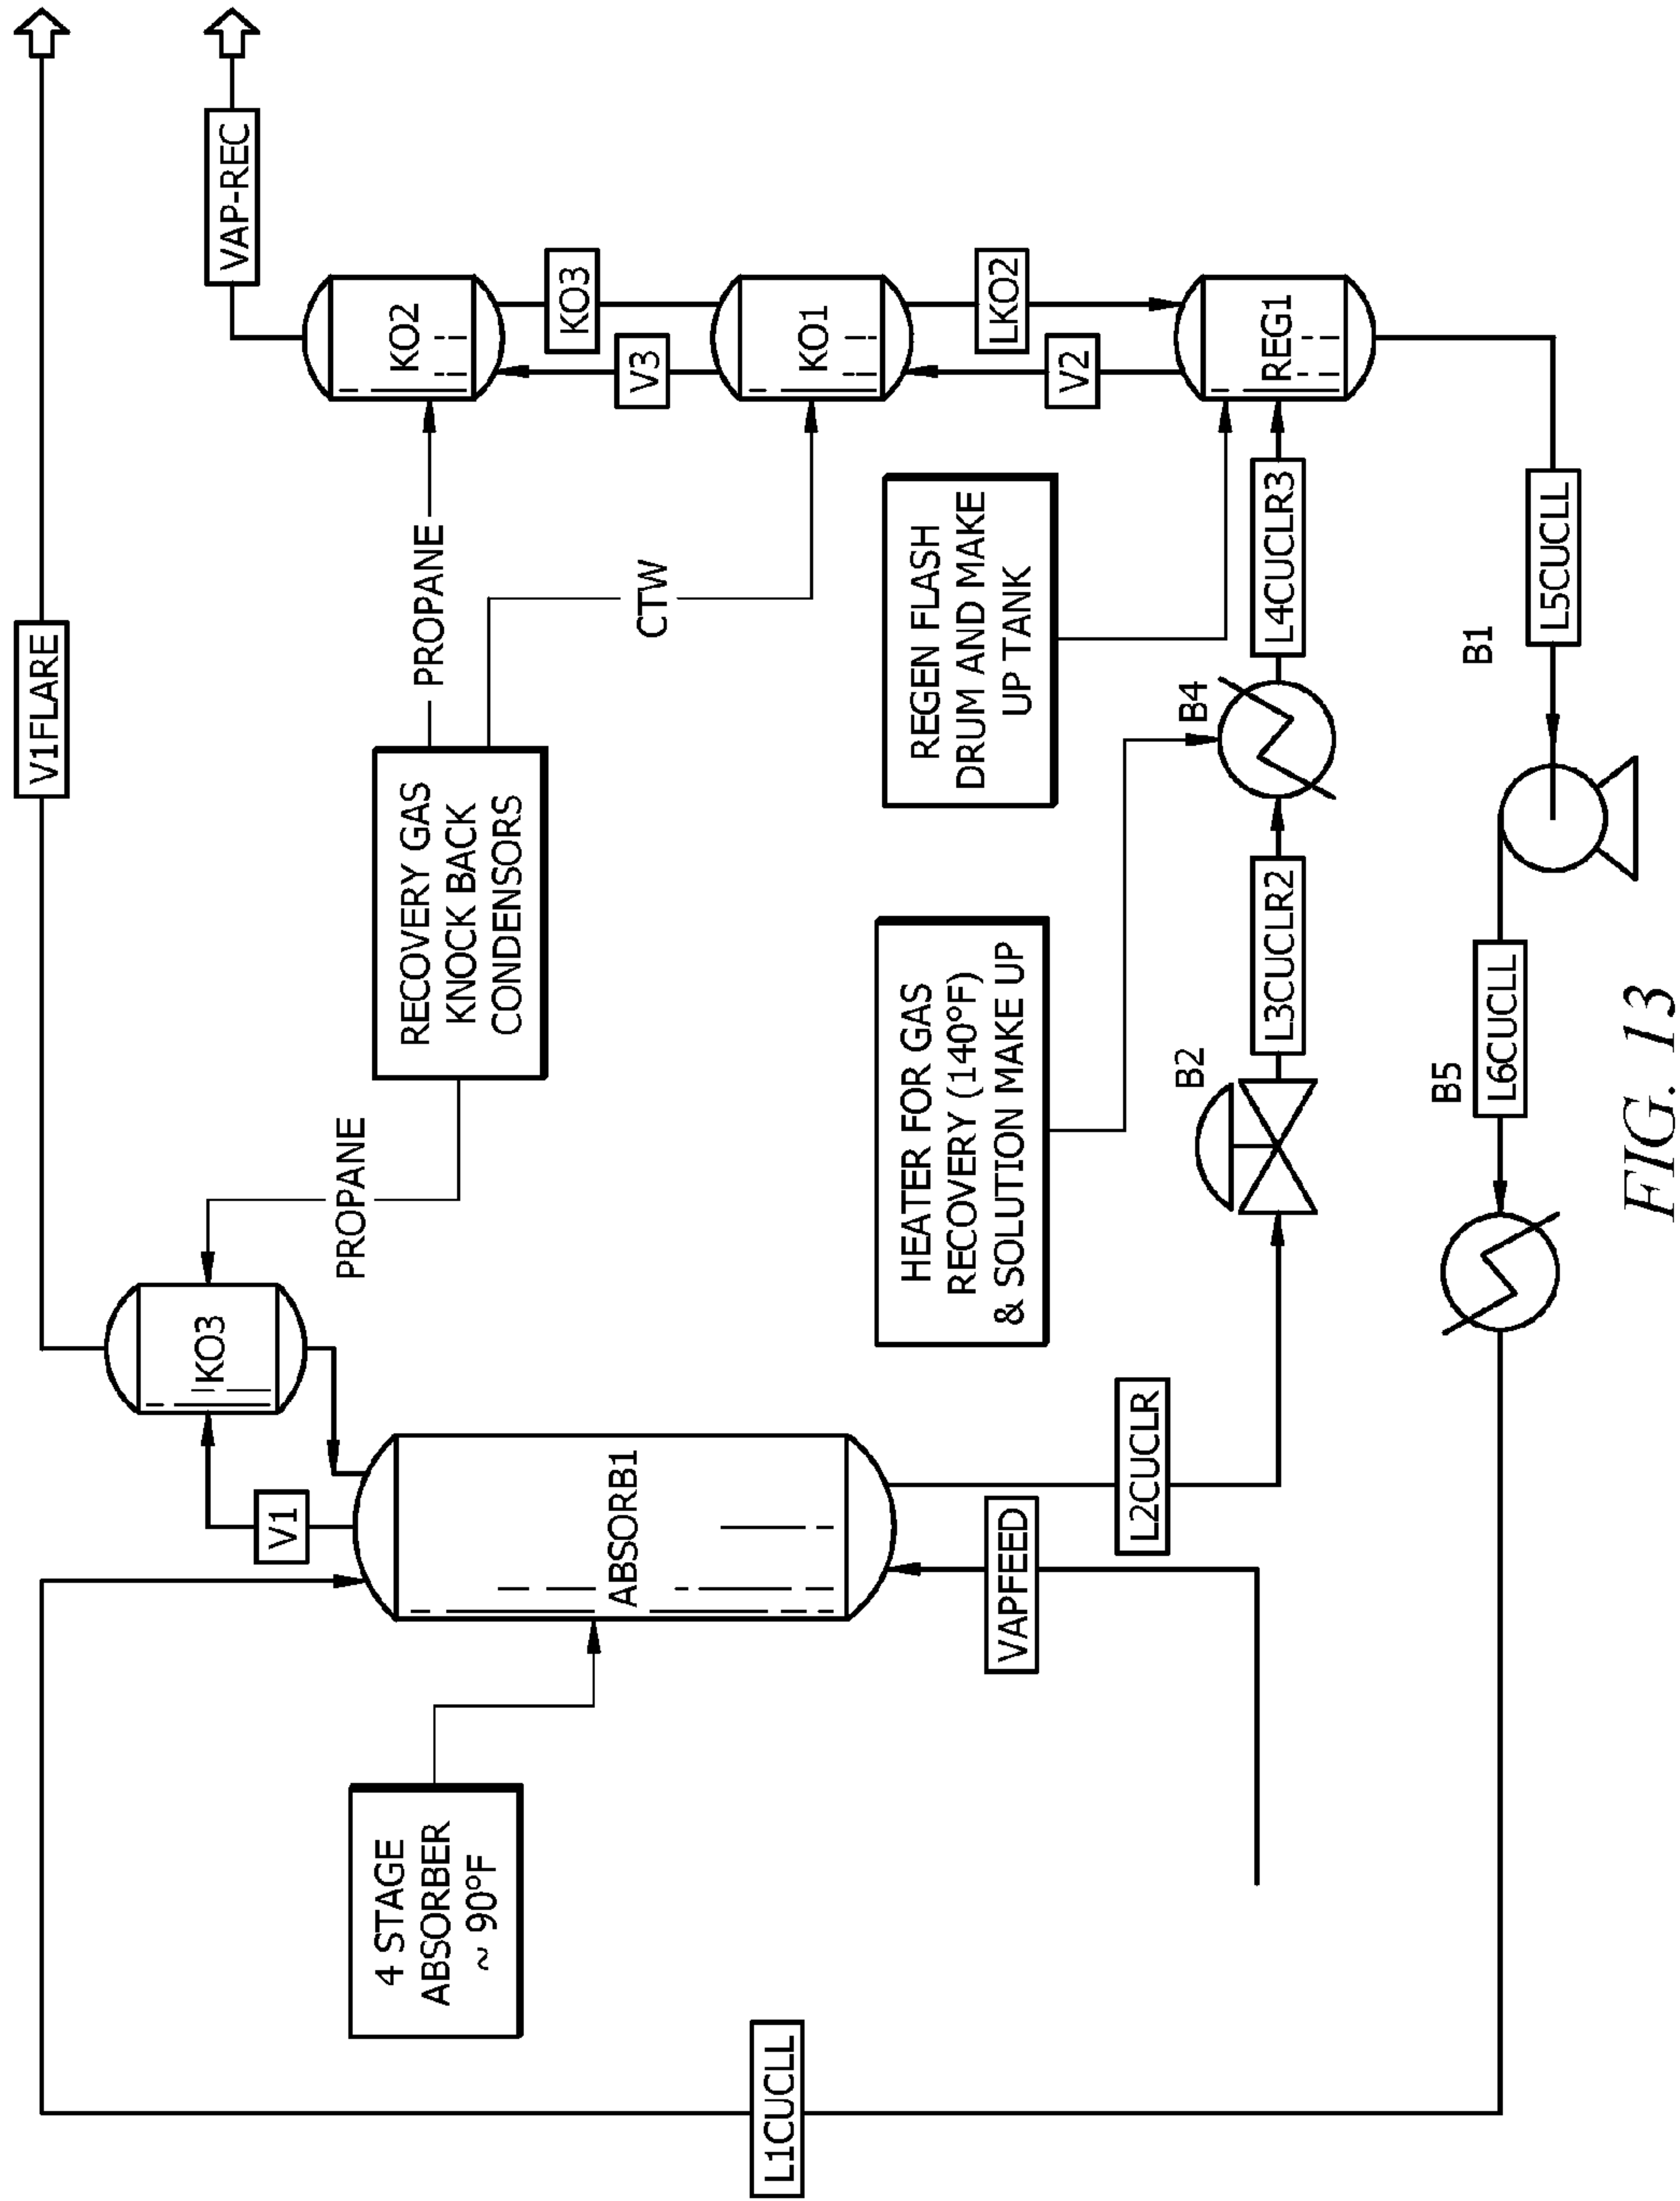 V1FLARE
VAP-REC
KO3
PROPANE
RECOVERY GAS
KNOCK BACK
CONDENSORS
PROPANE
CTW
KO2
V3
KO3
KO1
V2
LKO2
REG1
V1
4 STAGE
ABSORBER
~ 90°F
ABSORB1
VAPFEED
L2CUCLR
HEATER FOR GAS
RECOVERY (140°F)
& SOLUTION MAKE UP
REGEN FLASH
DRUM AND MAKE
UP TANK
B2
L3CUCLR2
B4
L4CUCLR3
L1CUCLL
B5
L6CUCLL
B1
L5CUCLL
FIG. 13